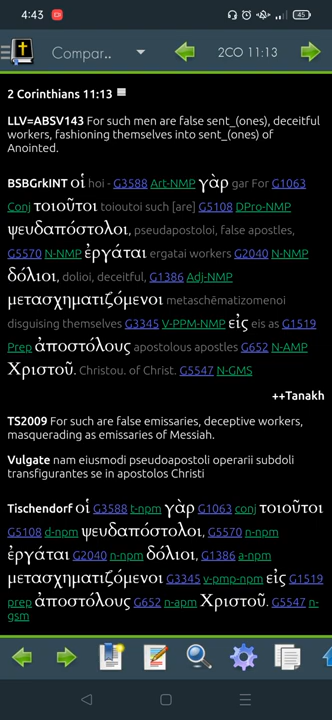 4:43 45
Compar.. 2CO 11:13
2 Corinthians 11:13
LLV=ABSV143 For such men are false sent_(ones), deceitful
workers, fashioning themselves into sent_(ones) of
Anointed.
BSBGrkINT οἱ hoi - G3588 Art-NMP γὰρ gar For G1063
Conj τοιοῦτοι toioutoi such [are] G5108 DPro-NMP
ψευδαπόστολοι, pseudapostoloi, false apostles,
G5570 N-NMP ἐργάται ergatai workers G2040 N-NMP
δόλιοι, dolioi, deceitful, G1386 Adj-NMP
μετασχηματιζόμενοι metaschēmatizomenoi
disguising themselves G3345 V-PPM-NMP εἰς eis as G1519
Prep ἀποστόλους apostolous apostles G652 N-AMP
Χριστοῦ. Christou. of Christ. G5547 N-GMS
++Tanakh
TS2009 For such are false emissaries, deceptive workers,
masquerading as emissaries of Messiah.
Vulgate nam eiusmodi pseudoapostoli operarii subdoli
transfigurantes se in apostolos Christi
Tischendorf οἱ G3588 t-npm γὰρ G1063 conj τοιοῦτοι
G5108 d-npm ψευδαπόστολοι, G5570 n-npm
ἐργάται G2040 n-npm δόλιοι, G1386 a-npm
μετασχηματιζόμενοι G3345 v-pmp-npm εἰς G1519
prep ἀποστόλους G652 n-apm Χριστοῦ. G5547 n-
gsm